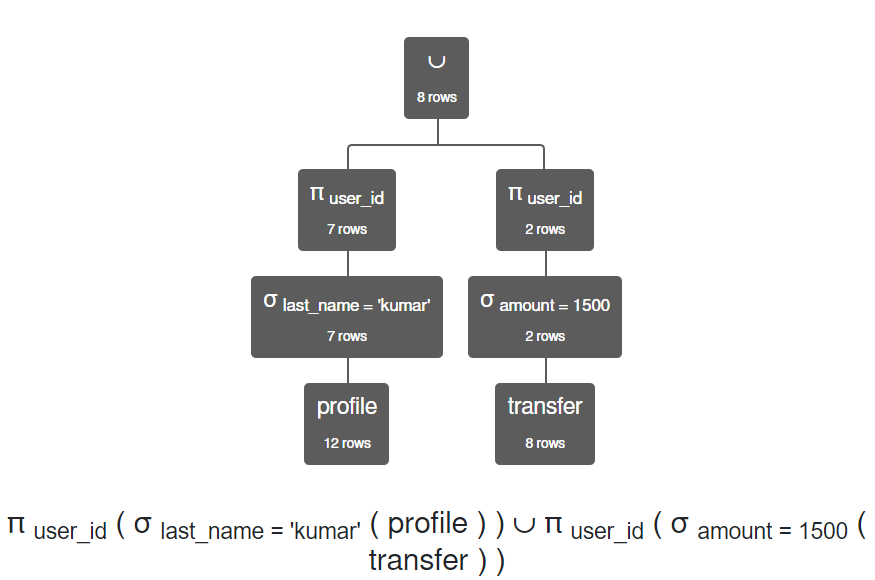 ∪
8 rows
π user_id π user_id
7 rows 2 rows
σ last_name = 'kumar' σ amount = 1500
7 rows 2 rows
profile transfer
12 rows 8 rows
π user_id ( σ last_name = 'kumar' ( profile ) ) ∪ π user_id ( σ amount = 1500 (
transfer ) )